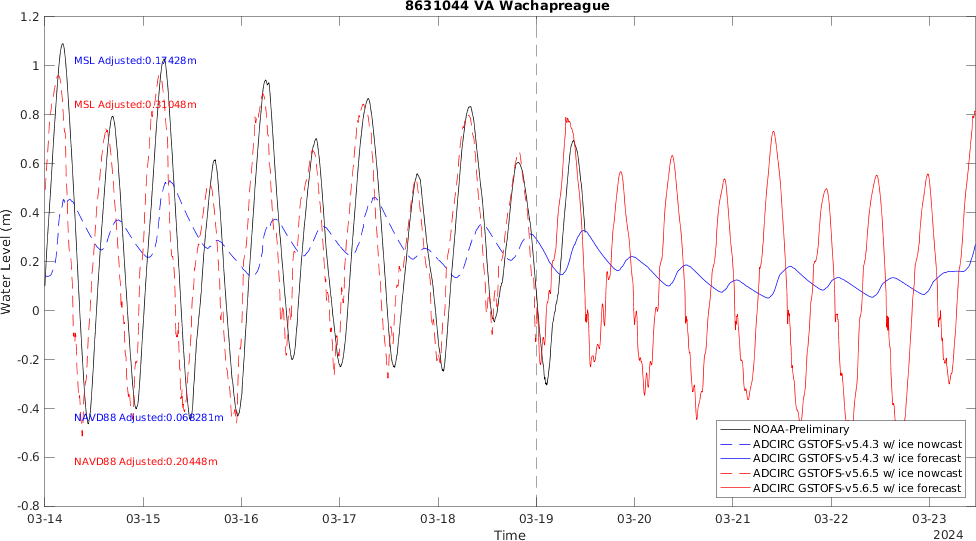 8631044 VA Wachapreague
1.2
1
0.8
0.6
0.4
0.2
0
-0.2
-0.4
-0.6
-0.8
Water Level (m)
MSL Adjusted:0.17428m
MSL Adjusted:0.31048m
NAVD88 Adjusted:0.068281m
NAVD88 Adjusted:0.20448m
NOAA-Preliminary
ADCIRC GSTOFS-v5.4.3 w/ ice nowcast
ADCIRC GSTOFS-v5.4.3 w/ ice forecast
ADCIRC GSTOFS-v5.6.5 w/ ice nowcast
ADCIRC GSTOFS-v5.6.5 w/ ice forecast
03-14 03-15 03-16 03-17 03-18 03-19 03-20 03-21 03-22 03-23
Time
2024